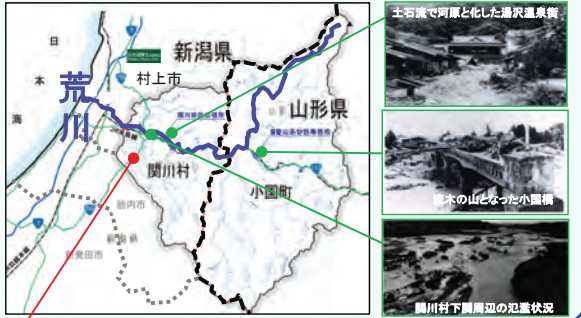 日本海
新潟県
村上市
荒川
山形県
関川村
小国町
胎内市
新発田市
土石流で河原と化した湯沢温泉街
流木の山となった小国橋
関川村下関周辺の氾濫状況
7
7